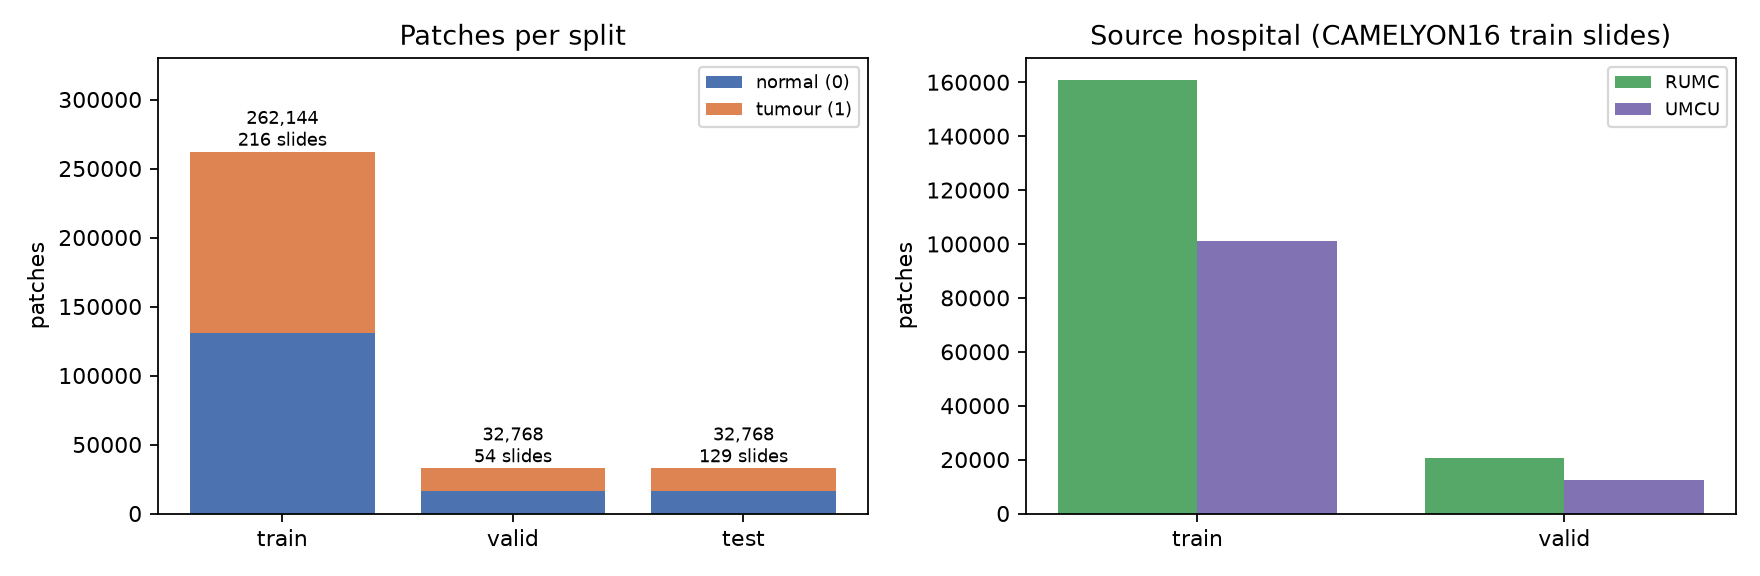 Patches per split
normal (0)
tumour (1)
300000
250000
200000
150000
100000
50000
0
patches
262,144
216 slides
32,768
54 slides
32,768
129 slides
train
valid
test
Source hospital (CAMELYON16 train slides)
RUMC
UMCU
160000
140000
120000
100000
80000
60000
40000
20000
0
patches
train
valid